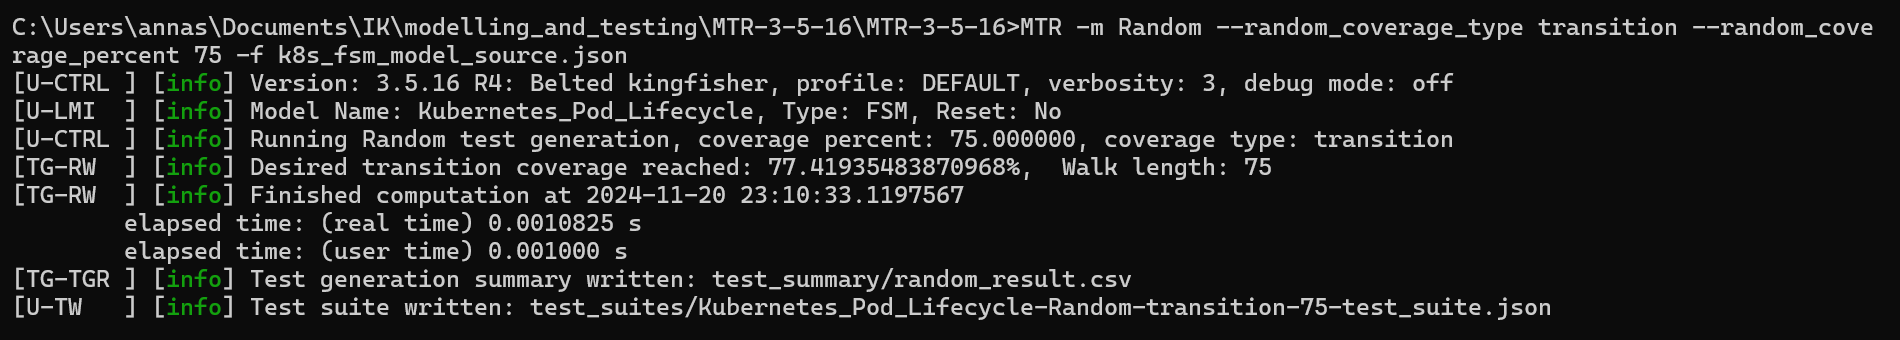 C:\Users\annas\Documents\IK\modelling_and_testing\MTR-3-5-16\MTR-3-5-16>MTR -m Random --random_coverage_type transition --random_cove
rage_percent 75 -f k8s_fsm_model_source.json
[U-CTRL ] [info] Version: 3.5.16 R4: Belted kingfisher, profile: DEFAULT, verbosity: 3, debug mode: off
[U-LMI  ] [info] Model Name: Kubernetes_Pod_Lifecycle, Type: FSM, Reset: No
[U-CTRL ] [info] Running Random test generation, coverage percent: 75.000000, coverage type: transition
[TG-RW  ] [info] Desired transition coverage reached: 77.41935483870968%,  Walk length: 75
[TG-RW  ] [info] Finished computation at 2024-11-20 23:10:33.1197567
        elapsed time: (real time) 0.0010825 s
        elapsed time: (user time) 0.001000 s
[TG-TGR ] [info] Test generation summary written: test_summary/random_result.csv
[U-TW   ] [info] Test suite written: test_suites/Kubernetes_Pod_Lifecycle-Random-transition-75-test_suite.json